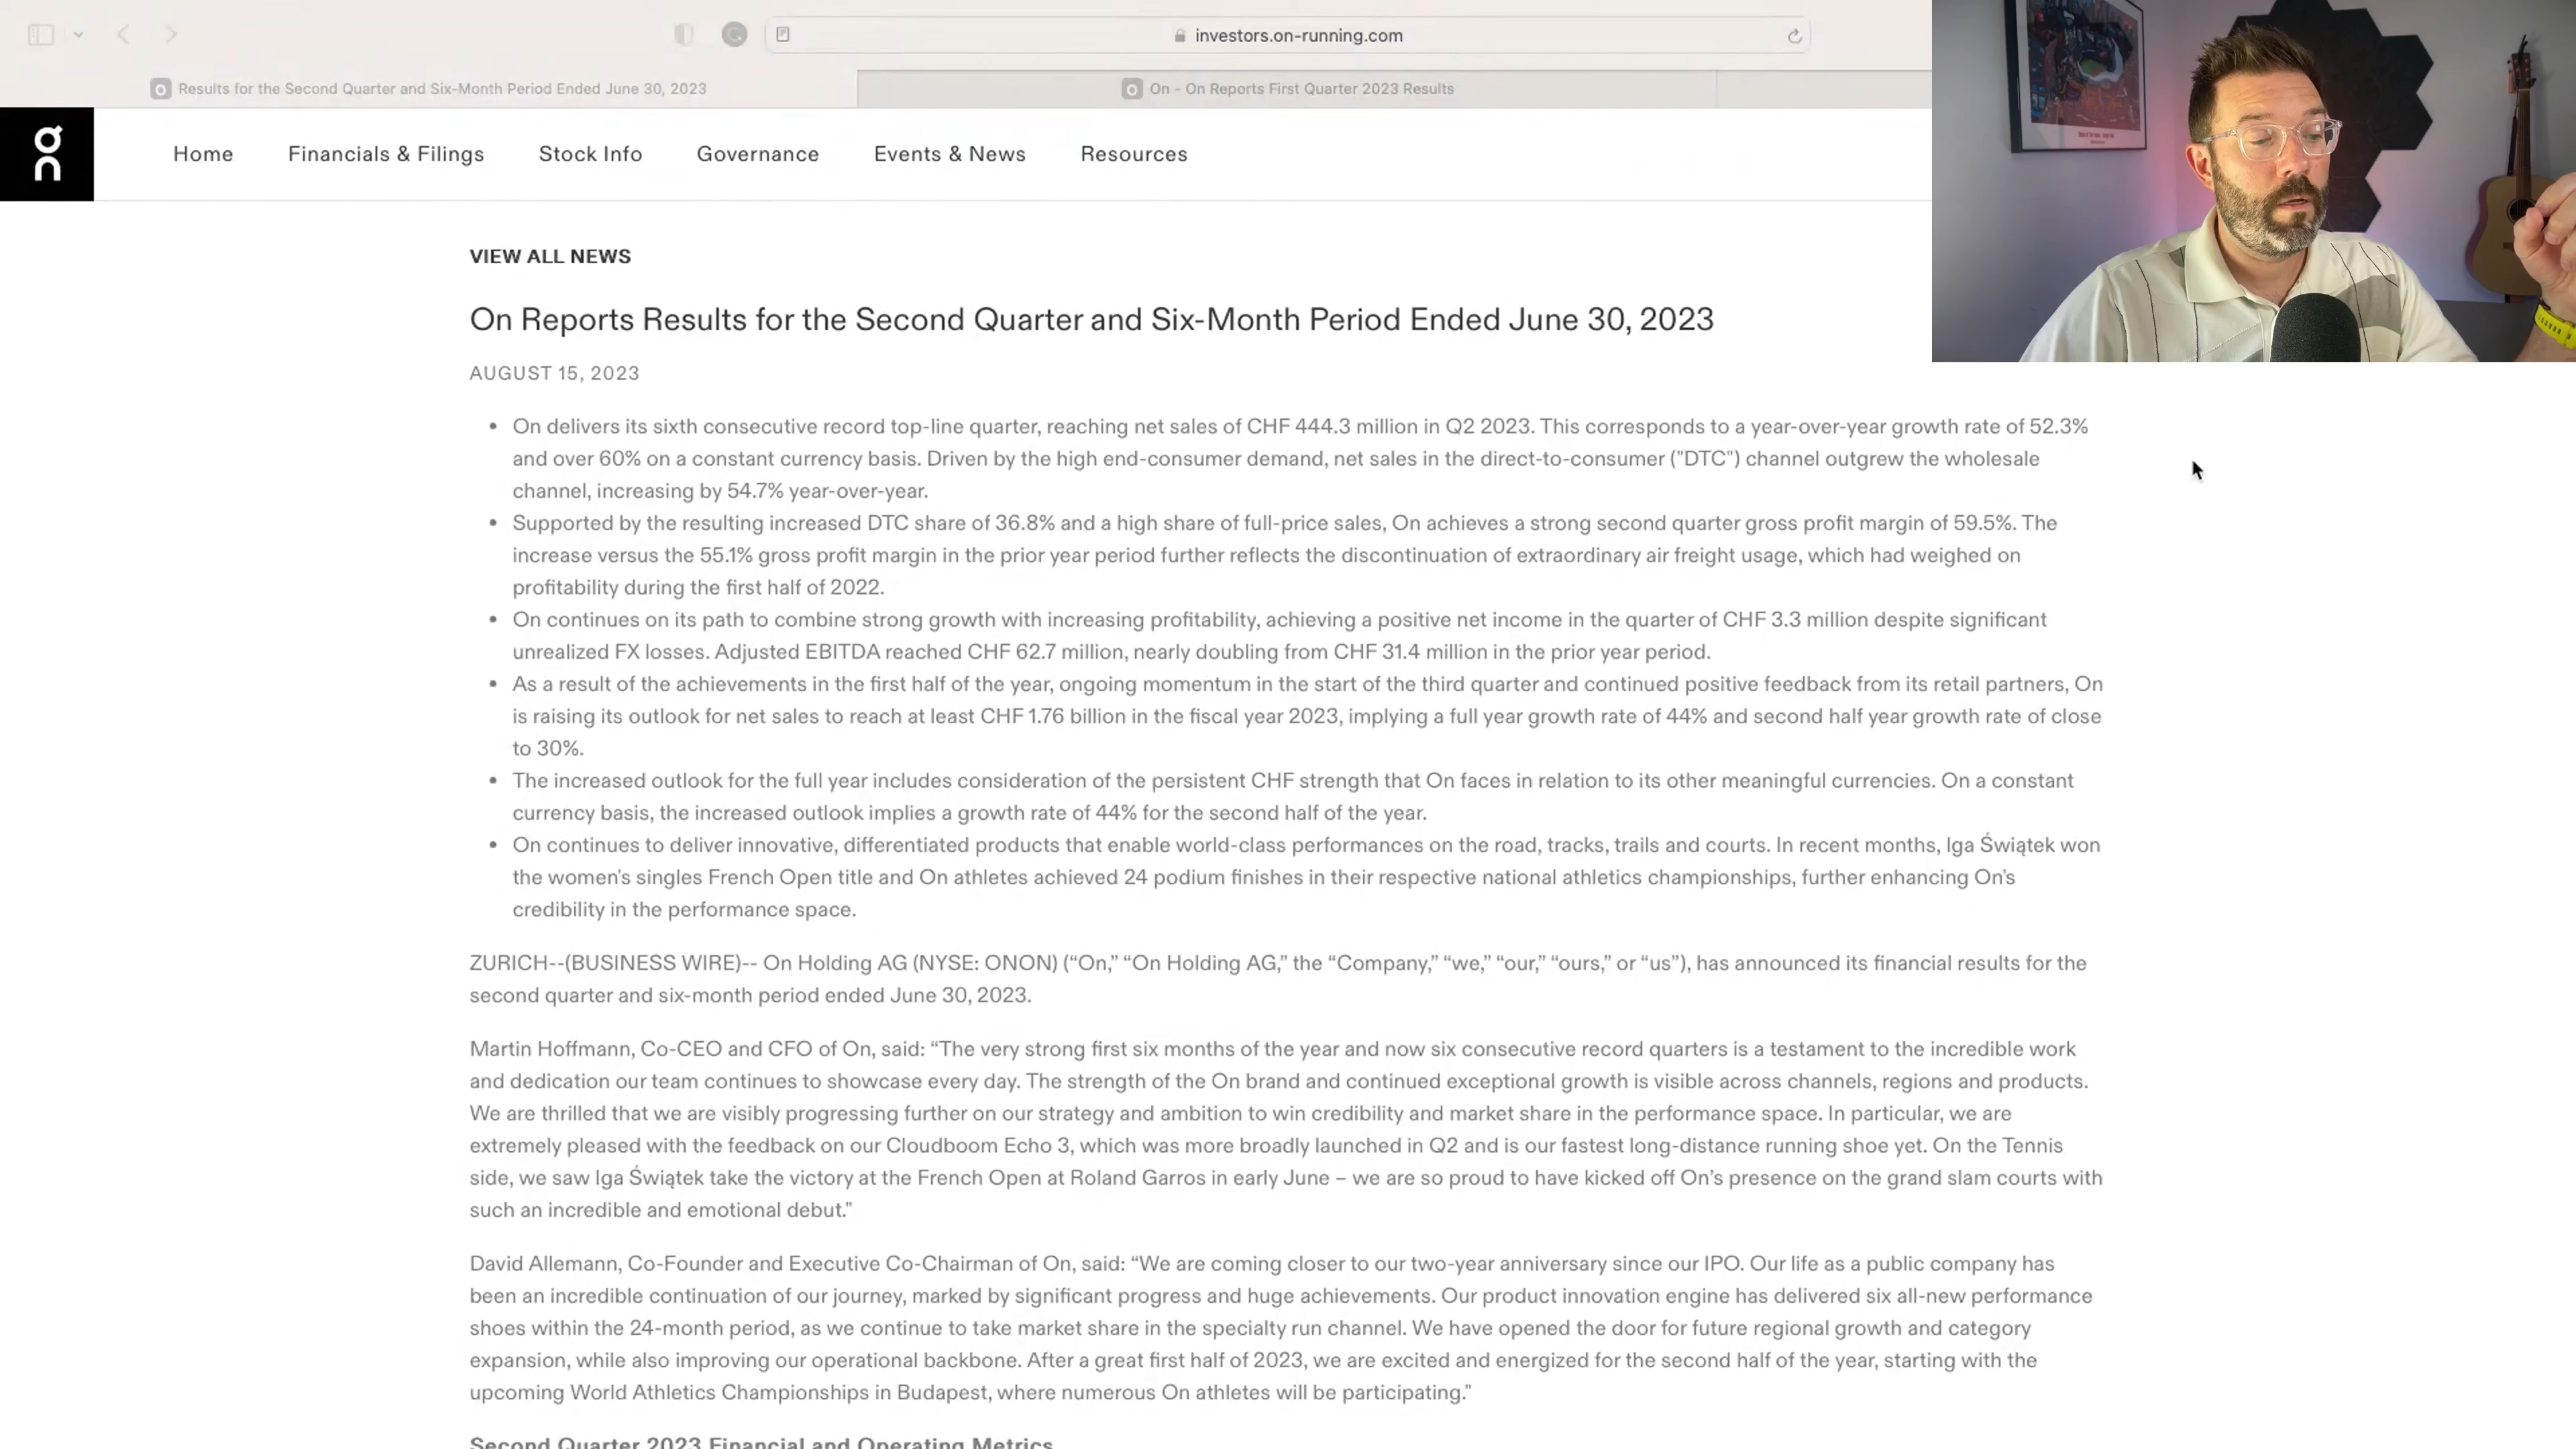 investors.on-running.com
Results for the Second Quarter and Six-Month Period Ended June 30, 2023
On - On Reports First Quarter 2023 Results
on
Home
Financials & Filings
Stock Info
Governance
Events & News
Resources
VIEW ALL NEWS
On Reports Results for the Second Quarter and Six-Month Period Ended June 30, 2023
AUGUST 15, 2023
• On delivers its sixth consecutive record top-line quarter, reaching net sales of CHF 444.3 million in Q2 2023. This corresponds to a year-over-year growth rate of 52.3%
and over 60% on a constant currency basis. Driven by the high end-consumer demand, net sales in the direct-to-consumer ("DTC") channel outgrew the wholesale
channel, increasing by 54.7% year-over-year.
• Supported by the resulting increased DTC share of 36.8% and a high share of full-price sales, On achieves a strong second quarter gross profit margin of 59.5%. The
increase versus the 55.1% gross profit margin in the prior year period further reflects the discontinuation of extraordinary air freight usage, which had weighed on
profitability during the first half of 2022.
• On continues on its path to combine strong growth with increasing profitability, achieving a positive net income in the quarter of CHF 3.3 million despite significant
unrealized FX losses. Adjusted EBITDA reached CHF 62.7 million, nearly doubling from CHF 31.4 million in the prior year period.
• As a result of the achievements in the first half of the year, ongoing momentum in the start of the third quarter and continued positive feedback from its retail partners, On
is raising its outlook for net sales to reach at least CHF 1.76 billion in the fiscal year 2023, implying a full year growth rate of 44% and second half year growth rate of close
to 30%.
• The increased outlook for the full year includes consideration of the persistent CHF strength that On faces in relation to its other meaningful currencies. On a constant
currency basis, the increased outlook implies a growth rate of 44% for the second half of the year.
• On continues to deliver innovative, differentiated products that enable world-class performances on the road, tracks, trails and courts. In recent months, Iga Świątek won
the women's singles French Open title and On athletes achieved 24 podium finishes in their respective national athletics championships, further enhancing On's
credibility in the performance space.
ZURICH--(BUSINESS WIRE)-- On Holding AG (NYSE: ONON) (“On,” “On Holding AG,” the “Company,” “we,” “our,” “ours,” or “us”), has announced its financial results for the
second quarter and six-month period ended June 30, 2023.
Martin Hoffmann, Co-CEO and CFO of On, said: “The very strong first six months of the year and now six consecutive record quarters is a testament to the incredible work
and dedication our team continues to showcase every day. The strength of the On brand and continued exceptional growth is visible across channels, regions and products.
We are thrilled that we are visibly progressing further on our strategy and ambition to win credibility and market share in the performance space. In particular, we are
extremely pleased with the feedback on our Cloudboom Echo 3, which was more broadly launched in Q2 and is our fastest long-distance running shoe yet. On the Tennis
side, we saw Iga Świątek take the victory at the French Open at Roland Garros in early June – we are so proud to have kicked off On’s presence on the grand slam courts with
such an incredible and emotional debut."
David Allemann, Co-Founder and Executive Co-Chairman of On, said: “We are coming closer to our two-year anniversary since our IPO. Our life as a public company has
been an incredible continuation of our journey, marked by significant progress and huge achievements. Our product innovation engine has delivered six all-new performance
shoes within the 24-month period, as we continue to take market share in the specialty run channel. We have opened the door for future regional growth and category
expansion, while also improving our operational backbone. After a great first half of 2023, we are excited and energized for the second half of the year, starting with the
upcoming World Athletics Championships in Budapest, where numerous On athletes will be participating."
Second Quarter 2023 Financial and Operating Metrics